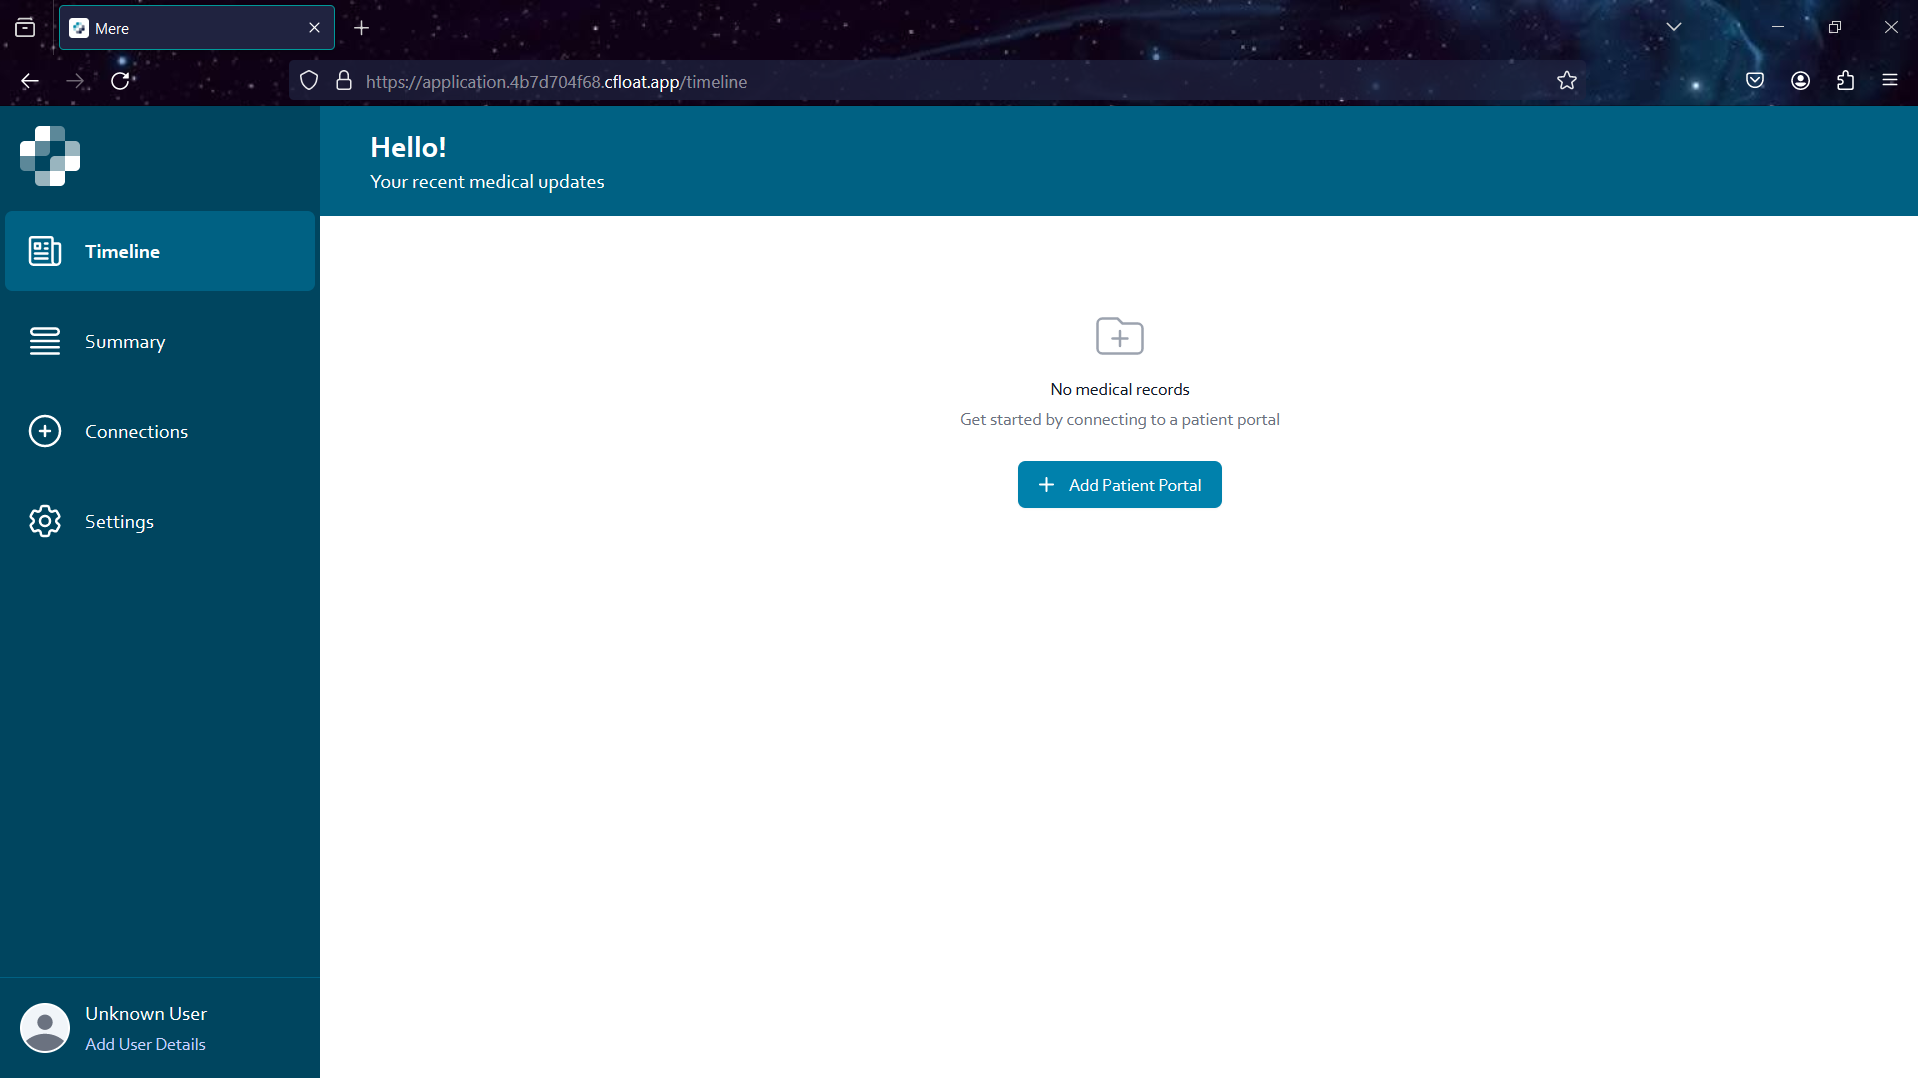 Mere
https://application.4b7d704f68.cfloat.app/timeline
Hello!
Your recent medical updates
Timeline
Summary
Connections
Settings
No medical records
Get started by connecting to a patient portal
Add Patient Portal
Unknown User
Add User Details